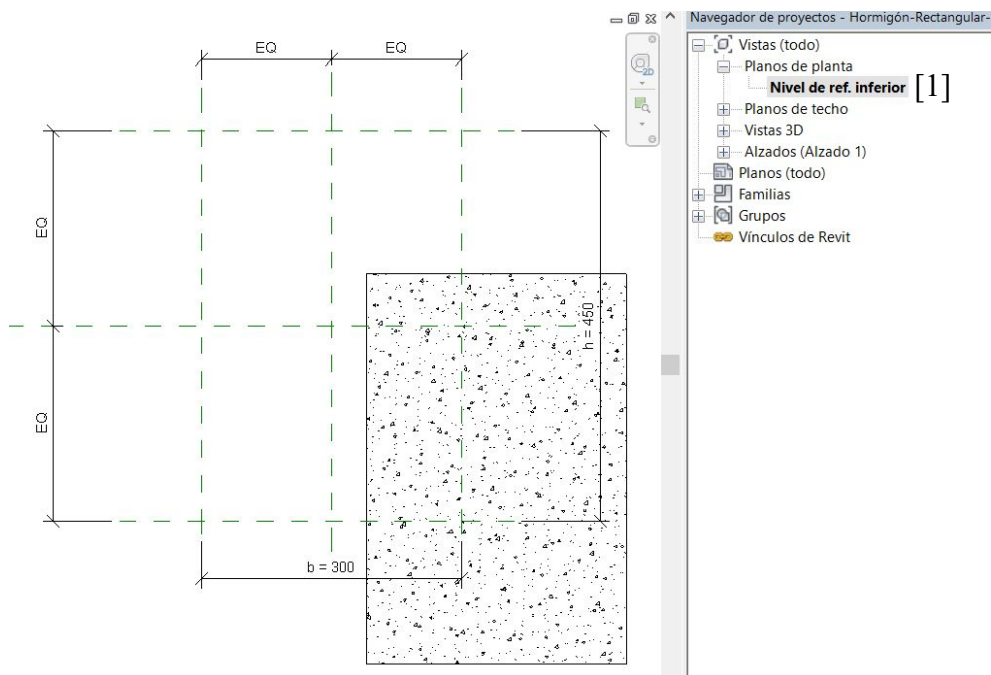 EQ
EQ
EQ
EQ
h = 450
b = 300
2D
Navegador de proyectos - Hormigón-Rectangular-
Vistas (todo)
Planos de planta
Nivel de ref. inferior [1]
Planos de techo
Vistas 3D
Alzados (Alzado 1)
Planos (todo)
Familias
Grupos
Vínculos de Revit